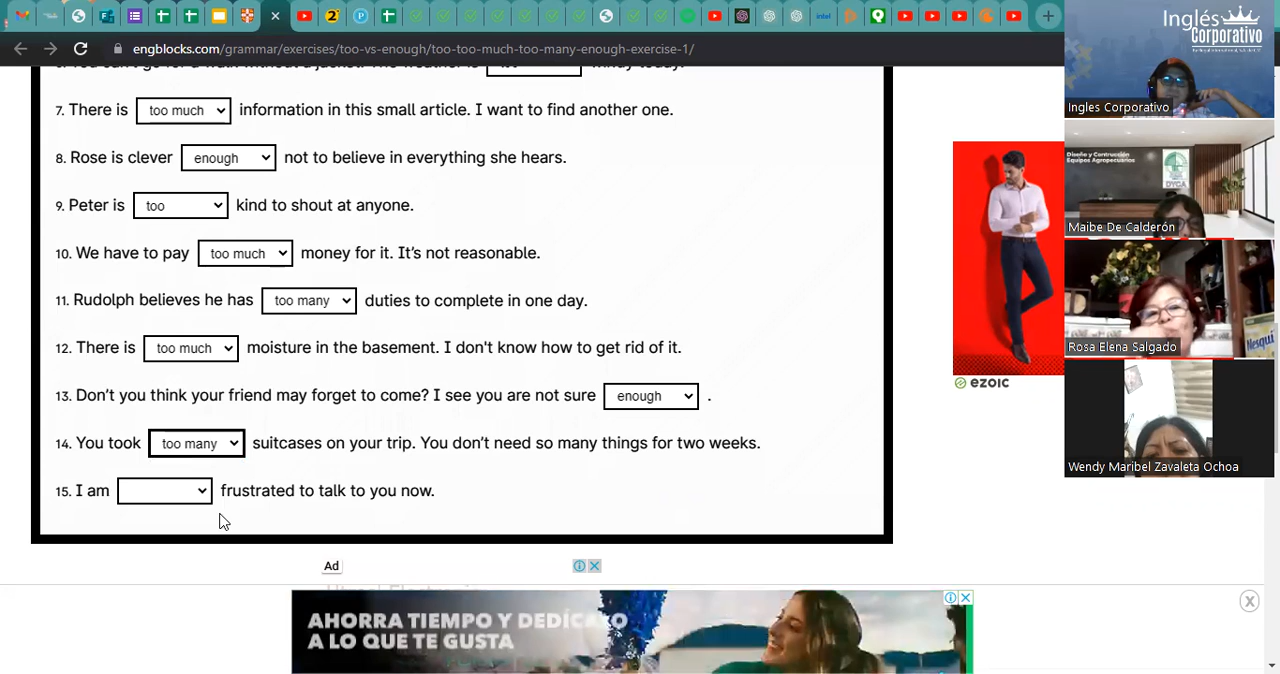 engblocks.com/grammar/exercises/too-vs-enough/too-too-much-too-many-enough-exercise-1/
7. There is too much information in this small article. I want to find another one.
8. Rose is clever enough not to believe in everything she hears.
9. Peter is too kind to shout at anyone.
10. We have to pay too much money for it. It's not reasonable.
11. Rudolph believes he has too many duties to complete in one day.
12. There is too much moisture in the basement. I don't know how to get rid of it.
13. Don't you think your friend may forget to come? I see you are not sure enough .
14. You took too many suitcases on your trip. You don't need so many things for two weeks.
15. I am frustrated to talk to you now.
Ad
AHORRA TIEMPO Y DEDÍCALO
A LO QUE TE GUSTA
ezoic
Inglés
Corporativo
Ingles Corporativo
Diseño y Contrucción
Equipos Agropecuarios
DYCA
Maibe De Calderón
Nesqui
Rosa Elena Salgado
Wendy Maribel Zavaleta Ochoa